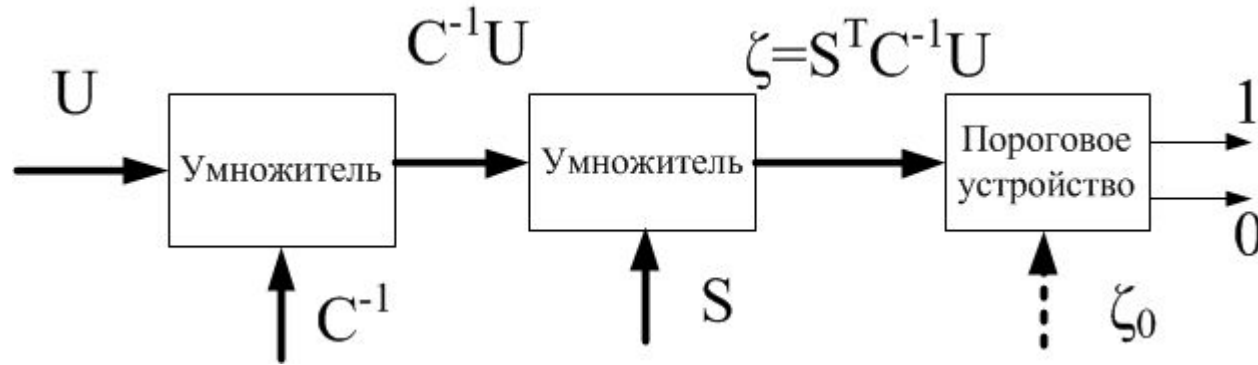 U
C⁻¹U
ζ=SᵀC⁻¹U
Умножитель
Умножитель
Пороговое
устройство
1
0
C⁻¹
S
ζ₀